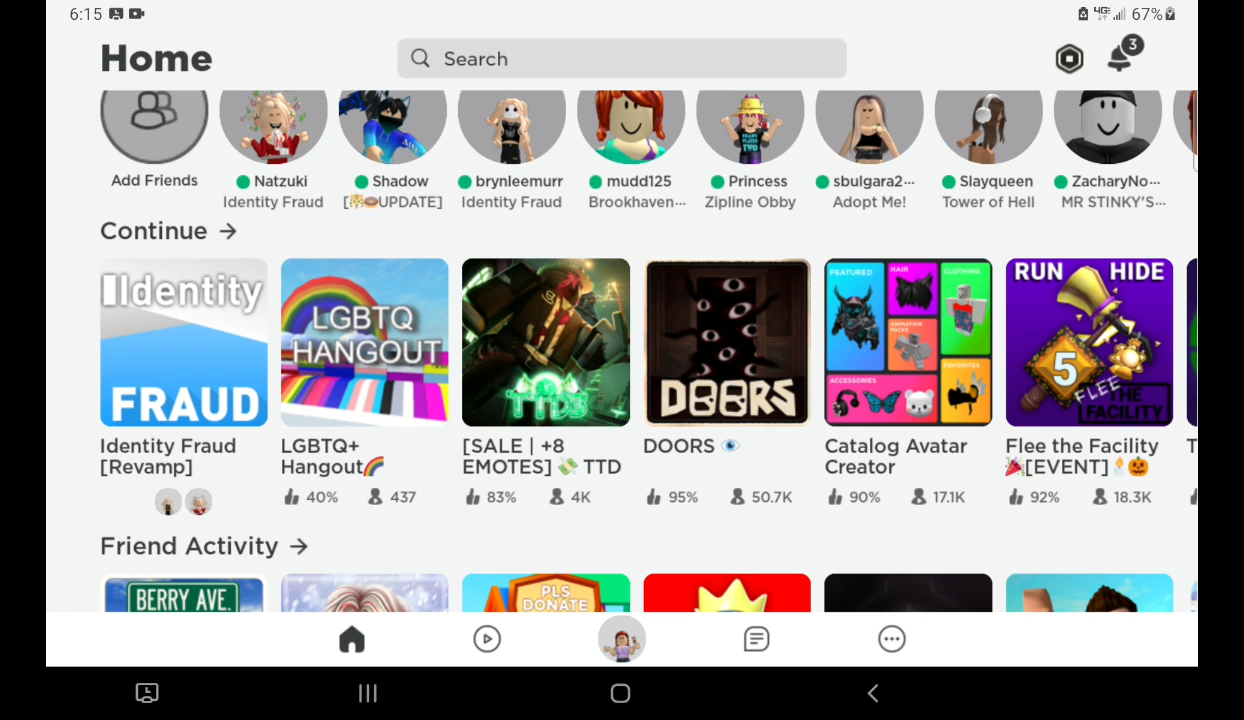 6:15
4GE 67%
Home
Search
3
Add Friends
Natzuki
Identity Fraud
Shadow
[🐯🍩UPDATE]
brynleemurr
Identity Fraud
mudd125
Brookhaven...
Princess
Zipline Obby
sbulgara2...
Adopt Me!
Slayqueen
Tower of Hell
ZacharyNo...
MR STINKY'S...
Continue →
Identity
FRAUD
LGBTQ
HANGOUT
TTD3
DOORS
FEATURED
HAIR
CLOTHING
ANIMATION
PACKS
ACCESSORIES
FAVORITES
RUN HIDE
5
FLEE
THE
FACILITY
Identity Fraud
[Revamp]
LGBTQ+
Hangout🌈
40% 437
[SALE | +8
EMOTES] 💸 TTD
83% 4K
DOORS 👁️
95% 50.7K
Catalog Avatar
Creator
90% 17.1K
Flee the Facility
🎉[EVENT]🕯️🎃
92% 18.3K
T
Friend Activity →
BERRY AVE.
PLS
DONATE